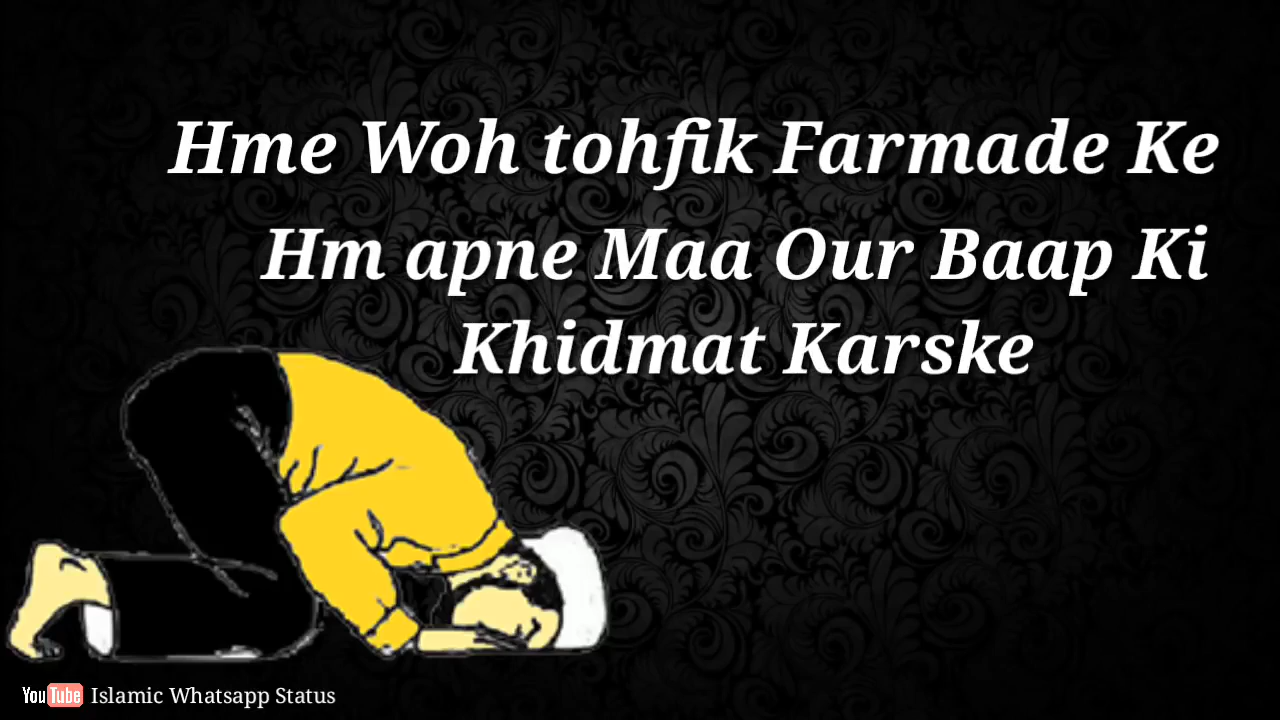 Hme Woh tohfik Farmade Ke
Hm apne Maa Our Baap Ki
Khidmat Karske
YouTube Islamic Whatsapp Status